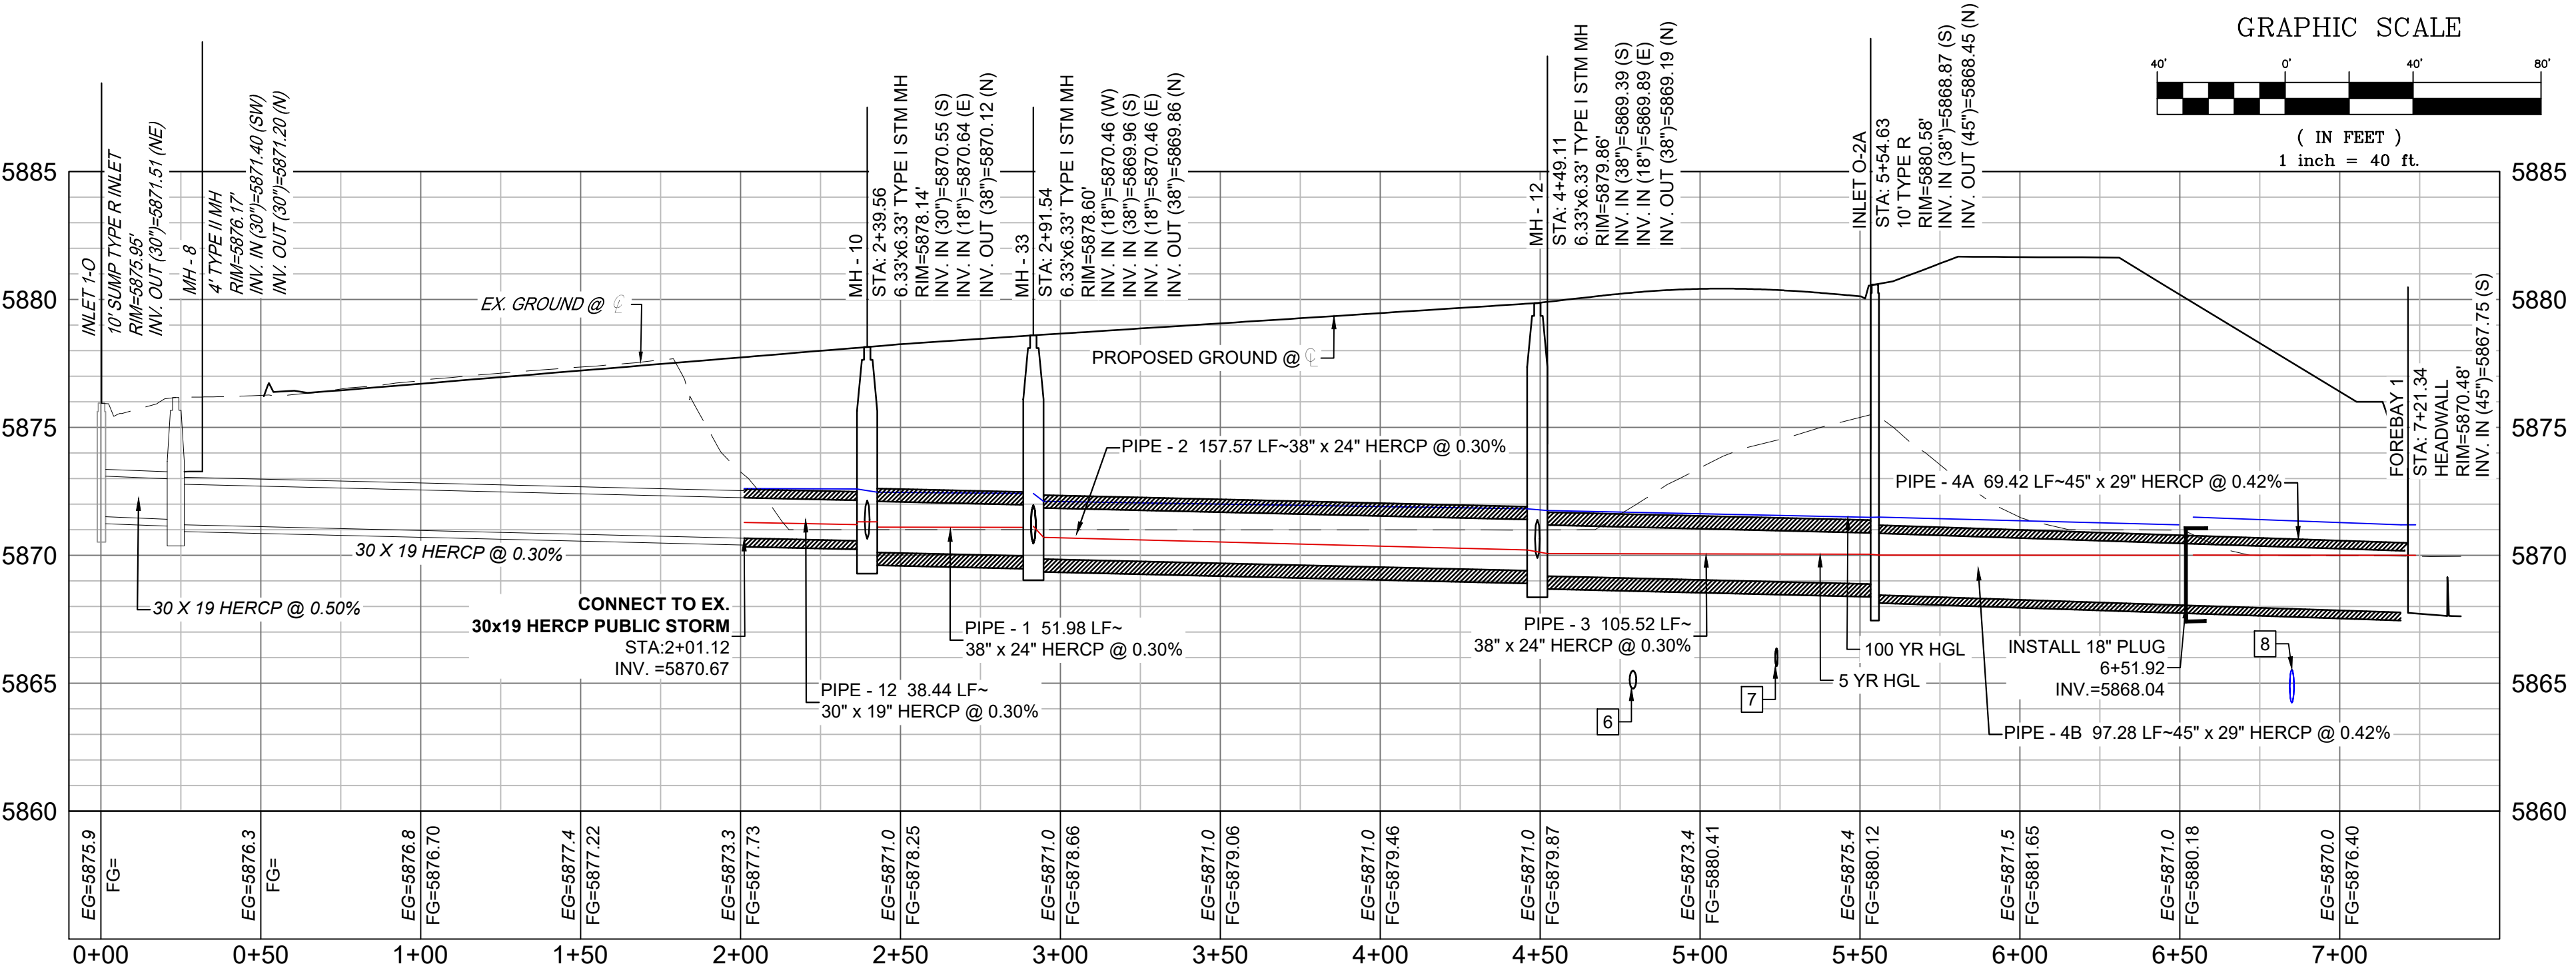 GRAPHIC SCALE
40'
0'
40'
80'
( IN FEET )
1 inch = 40 ft.
INLET 1-O
10' SUMP TYPE R INLET
RIM=5875.95'
INV. OUT (30")=5871.51 (NE)
MH - 8
4' TYPE II MH
RIM=5876.17'
INV. IN (30")=5871.40 (SW)
INV. OUT (30")=5871.20 (N)
MH - 10
STA: 2+39.56
6.33'x6.33' TYPE I STM MH
RIM=5878.14'
INV. IN (30")=5870.55 (S)
INV. IN (18")=5870.64 (E)
INV. OUT (38")=5870.12 (N)
MH - 33
STA: 2+91.54
6.33'x6.33' TYPE I STM MH
RIM=5878.60'
INV. IN (18")=5870.46 (W)
INV. IN (38")=5869.96 (S)
INV. IN (18")=5870.46 (E)
INV. OUT (38")=5869.86 (N)
MH - 12
STA: 4+49.11
6.33'x6.33' TYPE I STM MH
RIM=5879.86'
INV. IN (38")=5869.39 (S)
INV. IN (18")=5869.89 (E)
INV. OUT (38")=5869.19 (N)
INLET O-2A
STA: 5+54.63
10' TYPE R
RIM=5880.58'
INV. IN (38")=5868.87 (S)
INV. OUT (45")=5868.45 (N)
FOREBAY 1
STA: 7+21.34
HEADWALL
RIM=5870.48'
INV. IN (45")=5867.75 (S)
5885
5885
5880
5880
5875
5875
5870
5870
5865
5865
5860
5860
EX. GROUND @ ℄
PROPOSED GROUND @ ℄
PIPE - 2 157.57 LF~38" x 24" HERCP @ 0.30%
PIPE - 4A 69.42 LF~45" x 29" HERCP @ 0.42%
30 X 19 HERCP @ 0.30%
30 X 19 HERCP @ 0.50%
CONNECT TO EX.
30x19 HERCP PUBLIC STORM
STA:2+01.12
INV. =5870.67
PIPE - 1 51.98 LF~
38" x 24" HERCP @ 0.30%
PIPE - 12 38.44 LF~
30" x 19" HERCP @ 0.30%
PIPE - 3 105.52 LF~
38" x 24" HERCP @ 0.30%
100 YR HGL
5 YR HGL
INSTALL 18" PLUG
6+51.92
INV.=5868.04
PIPE - 4B 97.28 LF~45" x 29" HERCP @ 0.42%
6
7
8
EG=5875.9
FG=
EG=5876.3
FG=
EG=5876.8
FG=5876.70
EG=5877.4
FG=5877.22
EG=5873.3
FG=5877.73
EG=5871.0
FG=5878.25
EG=5871.0
FG=5878.66
EG=5871.0
FG=5879.06
EG=5871.0
FG=5879.46
EG=5871.0
FG=5879.87
EG=5873.4
FG=5880.41
EG=5875.4
FG=5880.12
EG=5871.5
FG=5881.65
EG=5871.0
FG=5880.18
EG=5870.0
FG=5876.40
0+00
0+50
1+00
1+50
2+00
2+50
3+00
3+50
4+00
4+50
5+00
5+50
6+00
6+50
7+00